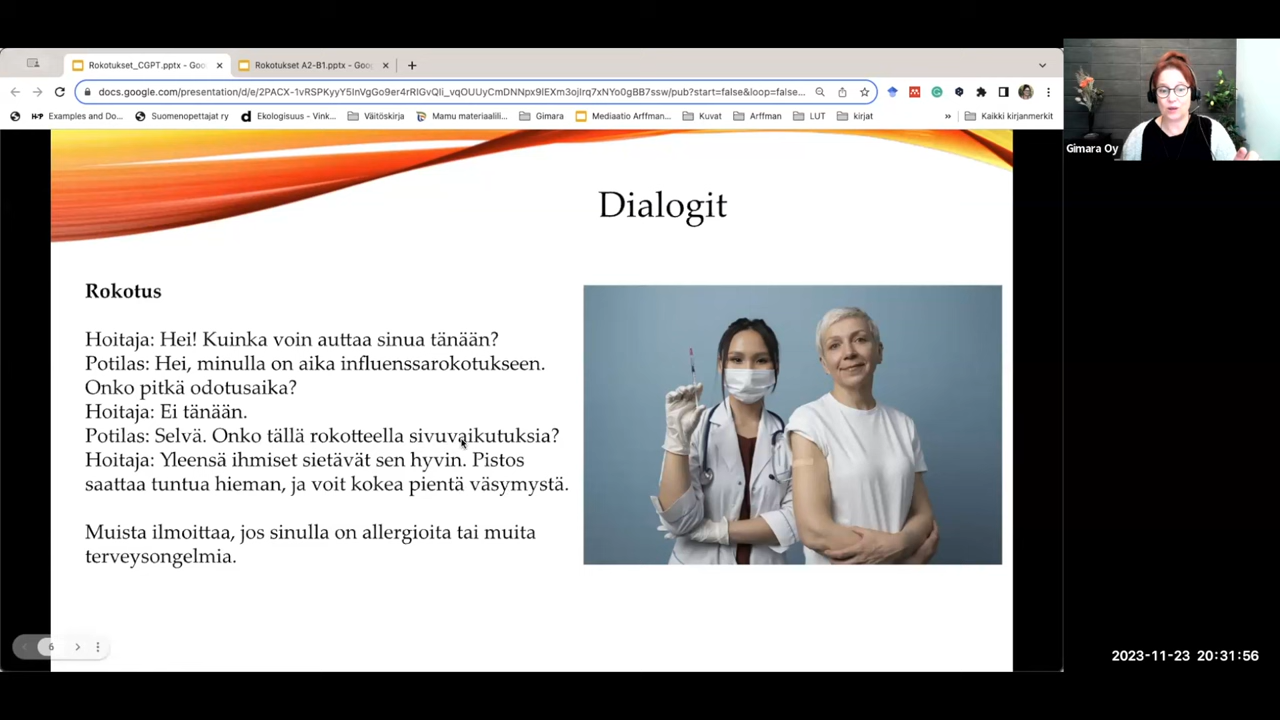 Rokotukset_CGPT.pptx - Goo
Rokotukset A2-B1.pptx - Goo
docs.google.com/presentation/d/e/2PACX-1vRSPKyyY5InVgGo9er4rRIGvQIi_vqOUUyCmDNNpx9lEXm3ojIrq7xNYo0gBB7ssw/pub?start=false&loop=false...
Examples and Do...
Suomenopettajat ry
Ekologisuus - Vink...
Väitöskirja
Mamu materiaalili...
Gimara
Mediaatio Arffman...
Kuvat
Arffman
LUT
kirjat
»
Kaikki kirjanmerkit
Gimara Oy
Dialogit
Rokotus
Hoitaja: Hei! Kuinka voin auttaa sinua tänään?
Potilas: Hei, minulla on aika influenssarokotukseen.
Onko pitkä odotusaika?
Hoitaja: Ei tänään.
Potilas: Selvä. Onko tällä rokotteella sivuvaikutuksia?
Hoitaja: Yleensä ihmiset sietävät sen hyvin. Pistos
saattaa tuntua hieman, ja voit kokea pientä väsymystä.
Muista ilmoittaa, jos sinulla on allergioita tai muita
terveysongelmia.
6
2023-11-23 20:31:56